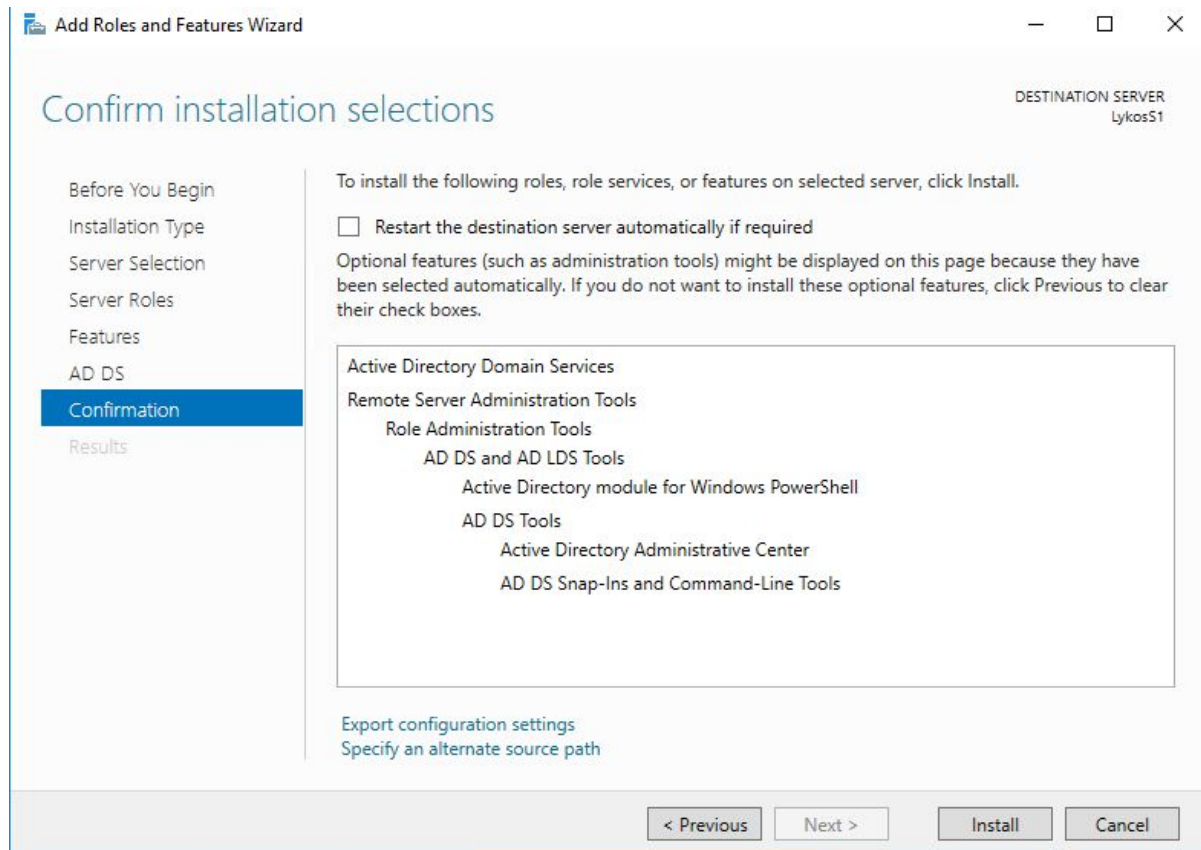 Add Roles and Features Wizard
Confirm installation selections
DESTINATION SERVER
LykosS1
Before You Begin
Installation Type
Server Selection
Server Roles
Features
AD DS
Confirmation
Results
To install the following roles, role services, or features on selected server, click Install.
Restart the destination server automatically if required
Optional features (such as administration tools) might be displayed on this page because they have
been selected automatically. If you do not want to install these optional features, click Previous to clear
their check boxes.
Active Directory Domain Services
Remote Server Administration Tools
Role Administration Tools
AD DS and AD LDS Tools
Active Directory module for Windows PowerShell
AD DS Tools
Active Directory Administrative Center
AD DS Snap-Ins and Command-Line Tools
Export configuration settings
Specify an alternate source path
< Previous
Next >
Install
Cancel